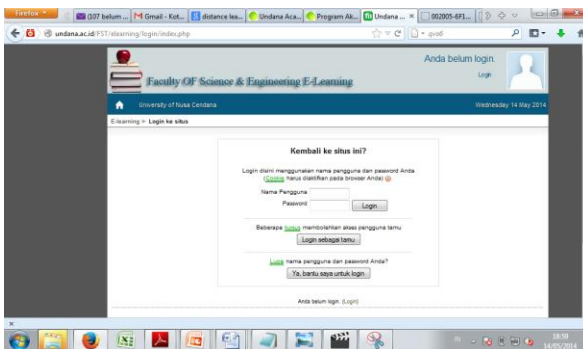 Firefox
(107 belum ...
Gmail - Kot...
distance lea...
Undana Aca...
Program Ak...
Undana ...
002005-6F1...
undana.ac.id/FST/elearning/login/index.php
Faculty OF Science & Engineering E-Learning
Anda belum login.
Login
University of Nusa Cendana
Wednesday 14 May 2014
E-learning ► Login ke situs
Kembali ke situs ini?
Login disini menggunakan nama pengguna dan password Anda
(Cookie harus diaktifkan pada browser Anda)
Nama Pengguna
Password
Login
Beberapa kursus membolehkan akses pengguna tamu
Login sebagai tamu
Lupa nama pengguna dan password Anda?
Ya, bantu saya untuk login
Anda belum login. (Login)
18:59
14/05/2014